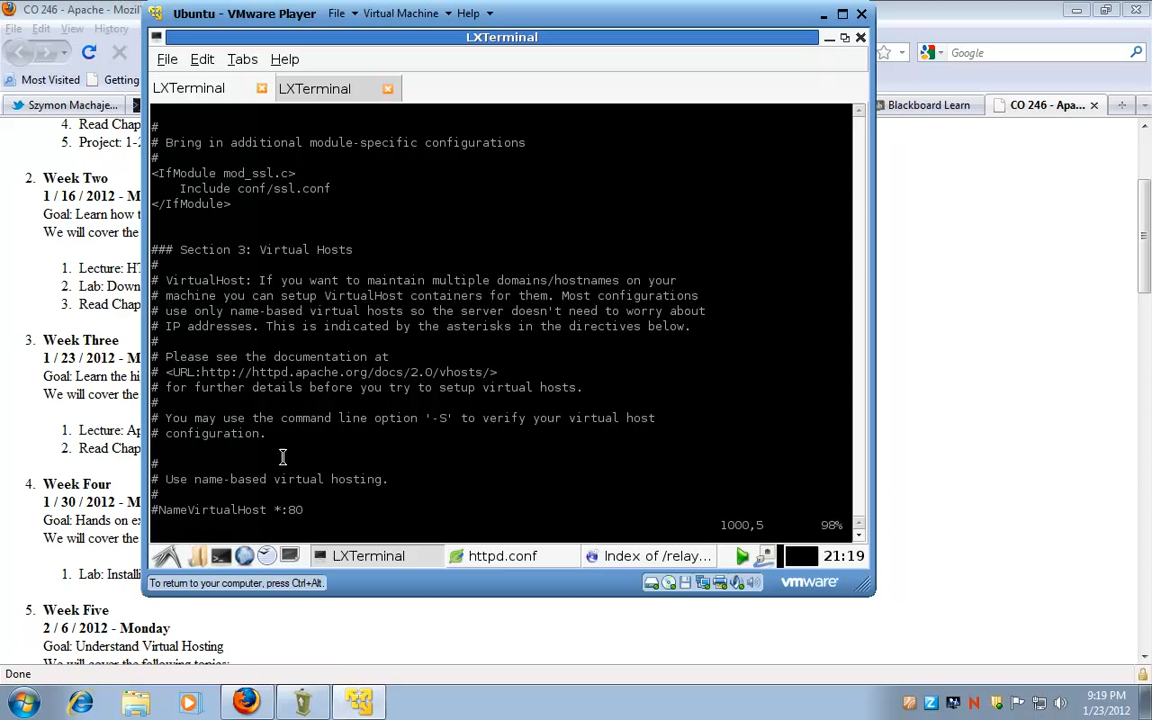 CO 246 - Apache - Mozil
File Edit View History
Most Visited Getting
Google
Szymon Machaje...
Blackboard Learn
CO 246 - Apa...
Ubuntu - VMware Player File Virtual Machine Help
LXTerminal
File Edit Tabs Help
LXTerminal LXTerminal
#
# Bring in additional module-specific configurations
#
<IfModule mod_ssl.c>
Include conf/ssl.conf
</IfModule>
### Section 3: Virtual Hosts
#
# VirtualHost: If you want to maintain multiple domains/hostnames on your
# machine you can setup VirtualHost containers for them. Most configurations
# use only name-based virtual hosts so the server doesn't need to worry about
# IP addresses. This is indicated by the asterisks in the directives below.
#
# Please see the documentation at
# <URL:http://httpd.apache.org/docs/2.0/vhosts/>
# for further details before you try to setup virtual hosts.
#
# You may use the command line option '-S' to verify your virtual host
# configuration.
#
# Use name-based virtual hosting.
#
#NameVirtualHost *:80
1000,5 98%
LXTerminal httpd.conf Index of /relay... 21:19
To return to your computer, press Ctrl+Alt.
vmware
4. Read Chap
5. Project: 1-2
2. Week Two
1 / 16 / 2012 - M
Goal: Learn how t
We will cover the
1. Lecture: HT
2. Lab: Down
3. Read Chap
3. Week Three
1 / 23 / 2012 - M
Goal: Learn the hi
We will cover the
1. Lecture: Ap
2. Read Chap
4. Week Four
1 / 30 / 2012 - M
Goal: Hands on ex
We will cover the
1. Lab: Install
5. Week Five
2 / 6 / 2012 - Monday
Goal: Understand Virtual Hosting
We will cover the following topics:
Done
9:19 PM
1/23/2012